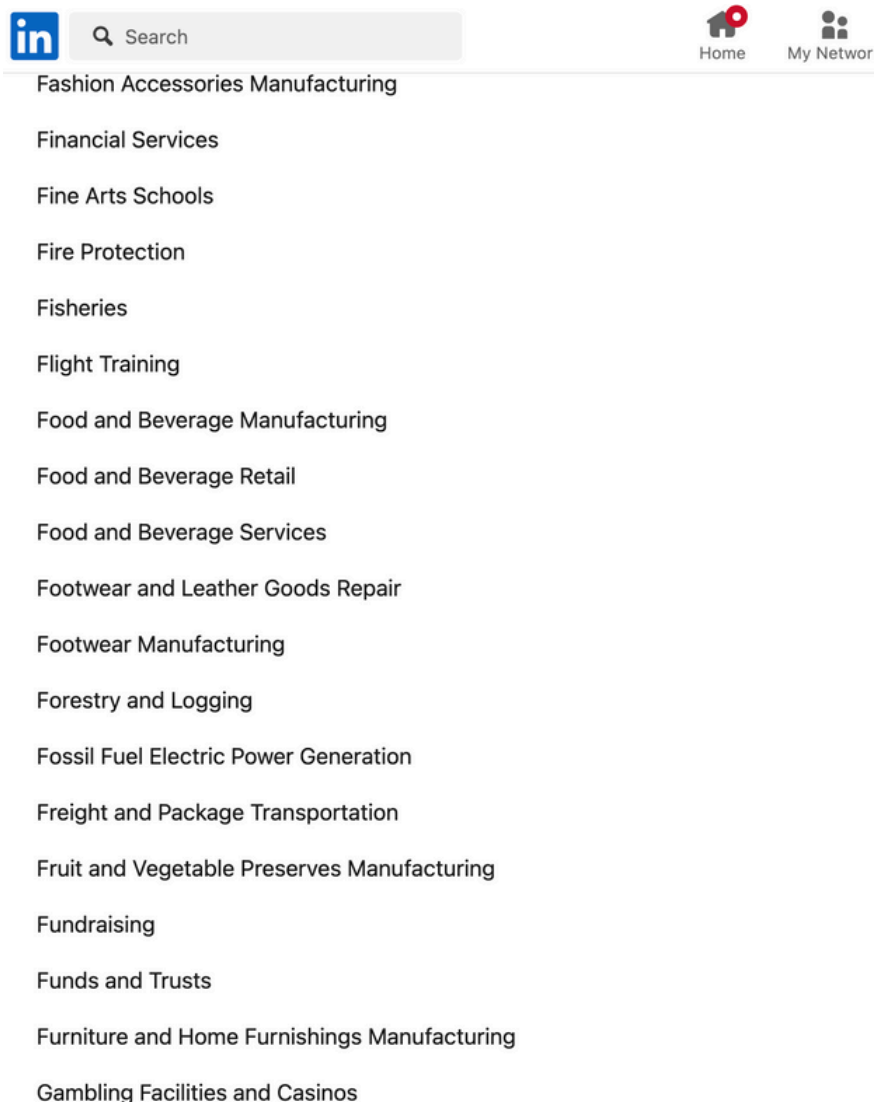 in
Search
Home
My Networ
Fashion Accessories Manufacturing
Financial Services
Fine Arts Schools
Fire Protection
Fisheries
Flight Training
Food and Beverage Manufacturing
Food and Beverage Retail
Food and Beverage Services
Footwear and Leather Goods Repair
Footwear Manufacturing
Forestry and Logging
Fossil Fuel Electric Power Generation
Freight and Package Transportation
Fruit and Vegetable Preserves Manufacturing
Fundraising
Funds and Trusts
Furniture and Home Furnishings Manufacturing
Gambling Facilities and Casinos